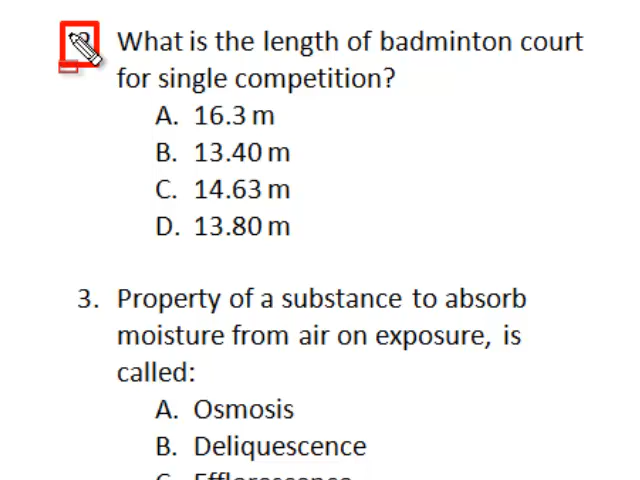 What is the length of badminton court
for single competition?
A. 16.3 m
B. 13.40 m
C. 14.63 m
D. 13.80 m
3. Property of a substance to absorb
moisture from air on exposure, is
called:
A. Osmosis
B. Deliquescence